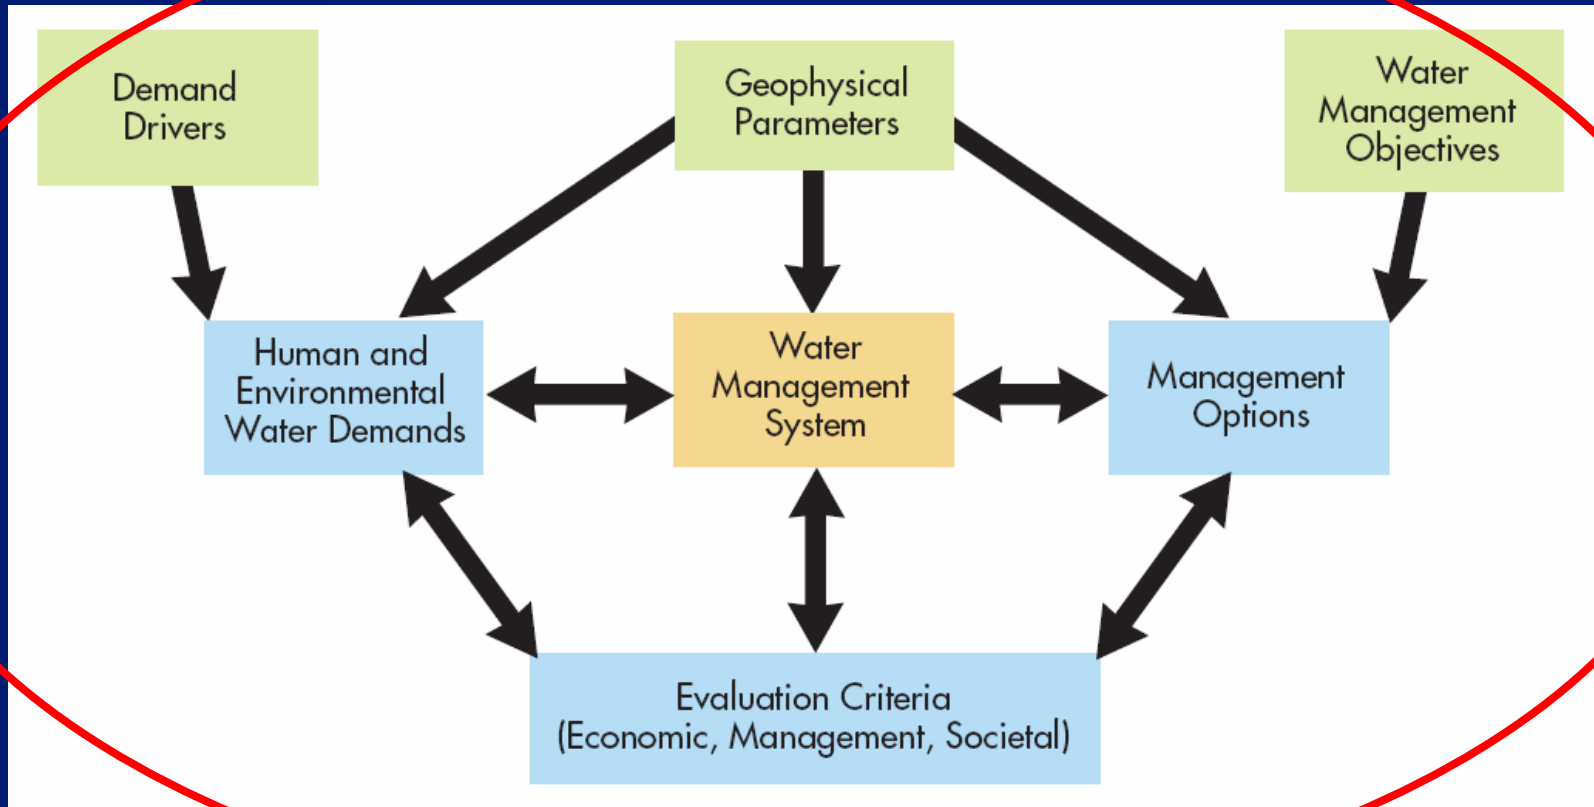 Demand
Drivers
Geophysical
Parameters
Water
Management
Objectives
Human and
Environmental
Water Demands
Water
Management
System
Management
Options
Evaluation Criteria
(Economic, Management, Societal)